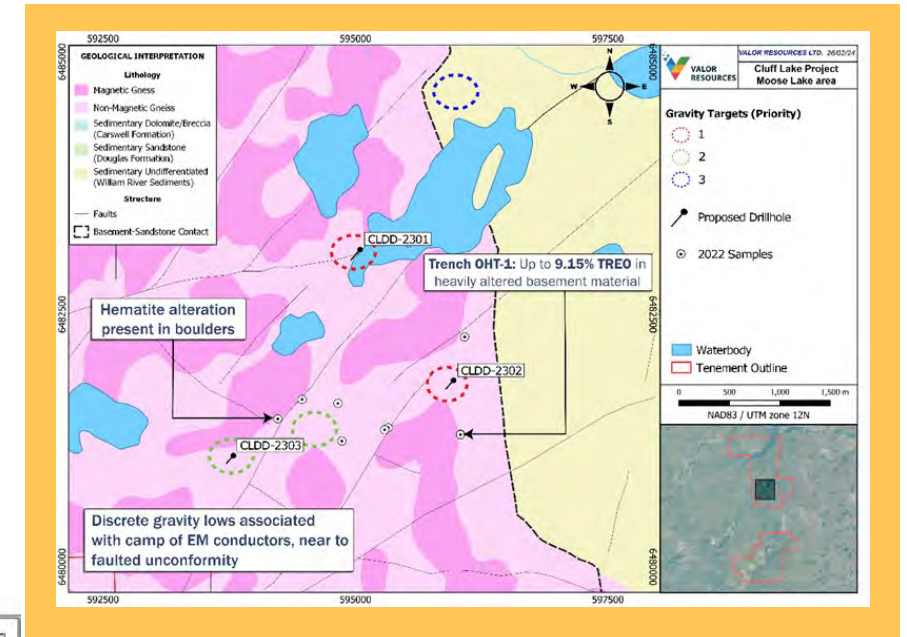 592500
595000
597500
6485000
6482500
6480000
GEOLOGICAL INTERPRETATION
Lithology
Magnetic Gness
Non-Magnetic Gneiss
Sedimentary Dolomite/Breccia
(Carswell Formation)
Sedimentary Sandstone
(Douglas Formation)
Sedimentary Undifferentiated
(William River Sediments)
Structure
Faults
Basement-Sandstone Contact
N
W
E
S
CLDD-2301
Trench OHT-1: Up to 9.15% TREO in
heavily altered basement material
Hematite alteration
present in boulders
CLDD-2302
CLDD-2303
Discrete gravity lows associated
with camp of EM conductors, near to
faulted unconformity
6485000
6482500
6480000
592500
595000
597500
VALOR
RESOURCES
VALOR RESOURCES LTD. 26/02/24
Cluff Lake Project
Moose Lake area
Gravity Targets (Priority)
1
2
3
Proposed Drillhole
2022 Samples
Waterbody
Tenement Outline
0 500 1,000 1,500 m
NAD83 / UTM zone 12N